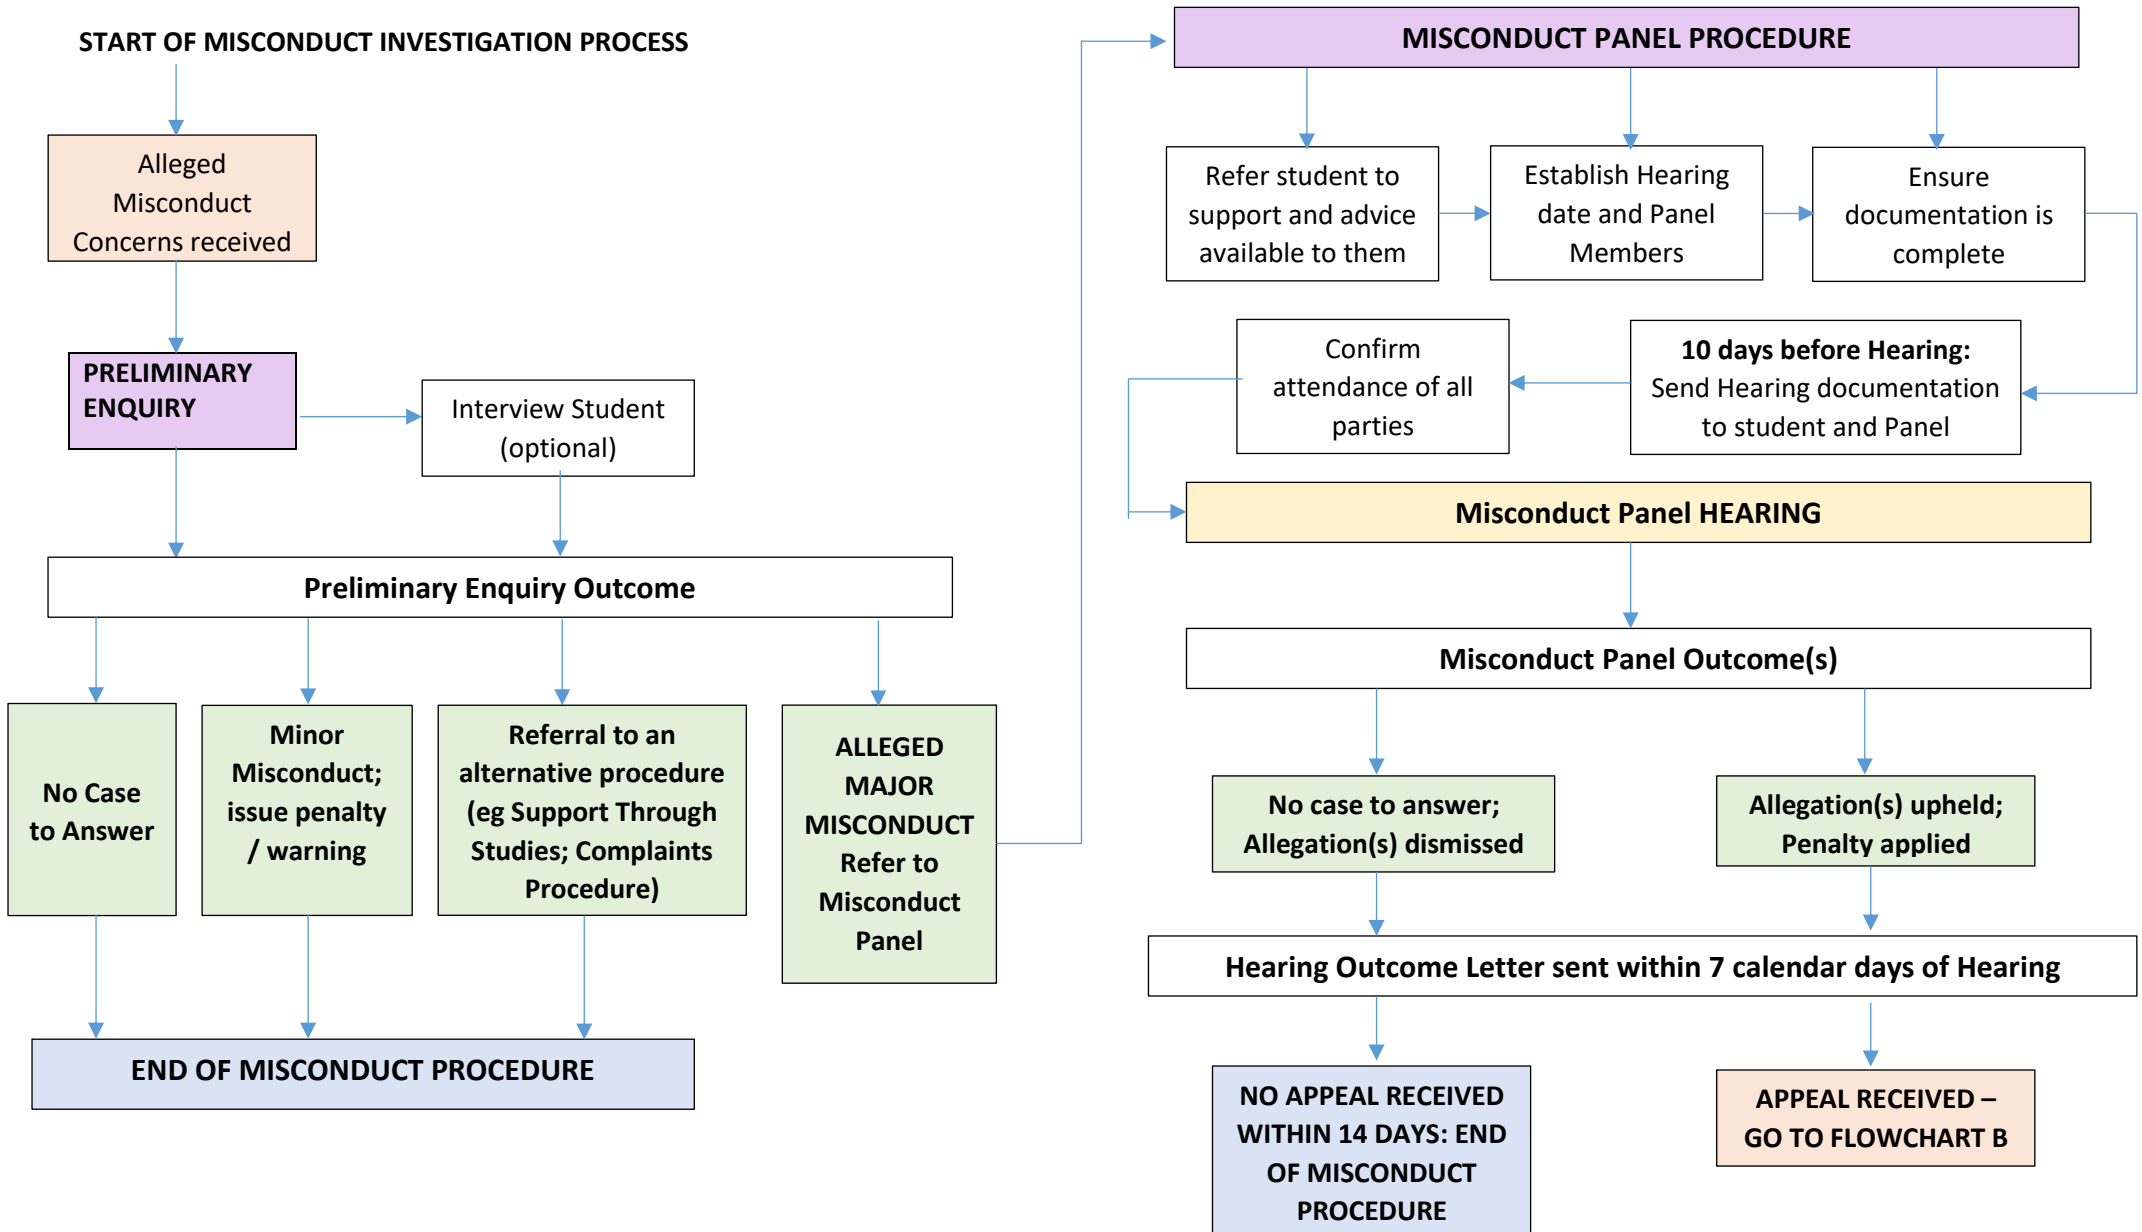 START OF MISCONDUCT INVESTIGATION PROCESS
Alleged
Misconduct
Concerns received
PRELIMINARY
ENQUIRY
Interview Student
(optional)
Preliminary Enquiry Outcome
No Case
to Answer
Minor
Misconduct;
issue penalty
/ warning
Referral to an
alternative procedure
(eg Support Through
Studies; Complaints
Procedure)
ALLEGED
MAJOR
MISCONDUCT
Refer to
Misconduct
Panel
END OF MISCONDUCT PROCEDURE
MISCONDUCT PANEL PROCEDURE
Refer student to
support and advice
available to them
Establish Hearing
date and Panel
Members
Ensure
documentation is
complete
10 days before Hearing:
Send Hearing documentation
to student and Panel
Confirm
attendance of all
parties
Misconduct Panel HEARING
Misconduct Panel Outcome(s)
No case to answer;
Allegation(s) dismissed
Allegation(s) upheld;
Penalty applied
Hearing Outcome Letter sent within 7 calendar days of Hearing
NO APPEAL RECEIVED
WITHIN 14 DAYS: END
OF MISCONDUCT
PROCEDURE
APPEAL RECEIVED –
GO TO FLOWCHART B